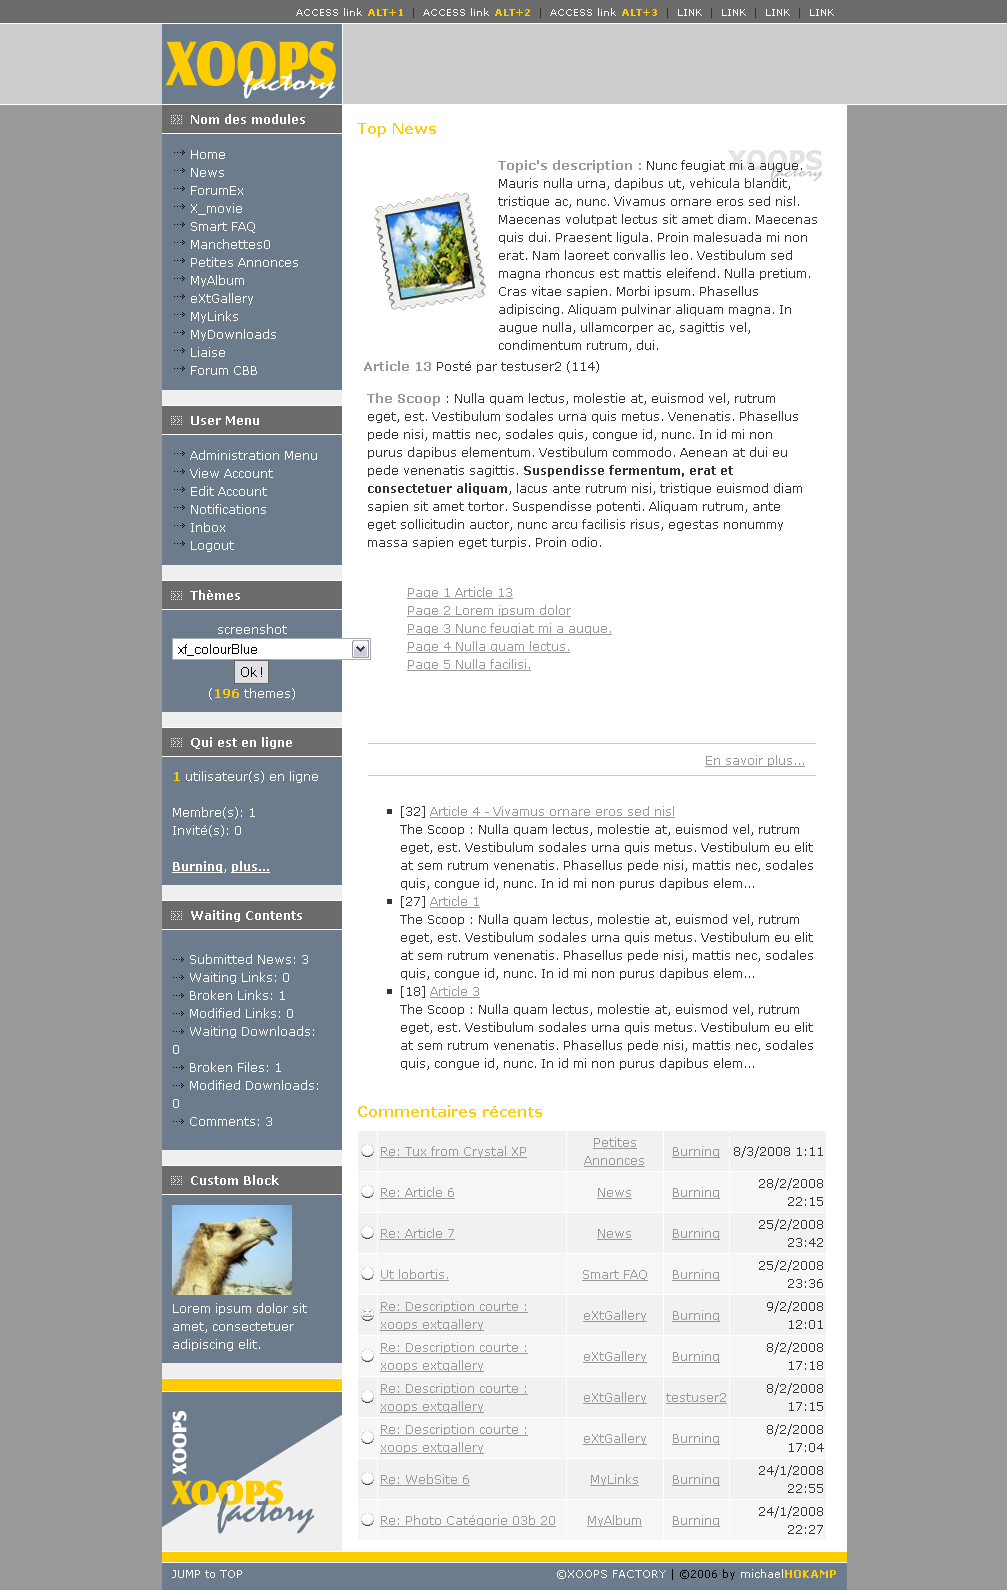 ACCESS link ALT+1 | ACCESS link ALT+2 | ACCESS link ALT+3 | LINK | LINK | LINK | LINK
XOOPS
factory
Nom des modules
Home
News
ForumEx
X_movie
Smart FAQ
Manchettes0
Petites Annonces
MyAlbum
eXtGallery
MyLinks
MyDownloads
Liaise
Forum CBB
User Menu
Administration Menu
View Account
Edit Account
Notifications
Inbox
Logout
Thèmes
screenshot
xf_colourBlue
Ok !
(196 themes)
Qui est en ligne
1 utilisateur(s) en ligne
Membre(s): 1
Invité(s): 0
Burning, plus...
Waiting Contents
Submitted News: 3
Waiting Links: 0
Broken Links: 1
Modified Links: 0
Waiting Downloads:
0
Broken Files: 1
Modified Downloads:
0
Comments: 3
Custom Block
Lorem ipsum dolor sit
amet, consectetuer
adipiscing elit.
XOOPS
XOOPS
factory
Top News
XOOPS
factory
Topic's description : Nunc feugiat mi a augue.
Mauris nulla urna, dapibus ut, vehicula blandit,
tristique ac, nunc. Vivamus ornare eros sed nisl.
Maecenas volutpat lectus sit amet diam. Maecenas
quis dui. Praesent ligula. Proin malesuada mi non
erat. Nam laoreet convallis leo. Vestibulum sed
magna rhoncus est mattis eleifend. Nulla pretium.
Cras vitae sapien. Morbi ipsum. Phasellus
adipiscing. Aliquam pulvinar aliquam magna. In
augue nulla, ullamcorper ac, sagittis vel,
condimentum rutrum, dui.
Article 13 Posté par testuser2 (114)
The Scoop : Nulla quam lectus, molestie at, euismod vel, rutrum
eget, est. Vestibulum sodales urna quis metus. Venenatis. Phasellus
pede nisi, mattis nec, sodales quis, congue id, nunc. In id mi non
purus dapibus elementum. Vestibulum commodo. Aenean at dui eu
pede venenatis sagittis. Suspendisse fermentum, erat et
consectetuer aliquam, lacus ante rutrum nisi, tristique euismod diam
sapien sit amet tortor. Suspendisse potenti. Aliquam rutrum, ante
eget sollicitudin auctor, nunc arcu facilisis risus, egestas nonummy
massa sapien eget turpis. Proin odio.
Page 1 Article 13
Page 2 Lorem ipsum dolor
Page 3 Nunc feugiat mi a augue.
Page 4 Nulla quam lectus.
Page 5 Nulla facilisi.
En savoir plus...
[32] Article 4 - Vivamus ornare eros sed nisl
The Scoop : Nulla quam lectus, molestie at, euismod vel, rutrum
eget, est. Vestibulum sodales urna quis metus. Vestibulum eu elit
at sem rutrum venenatis. Phasellus pede nisi, mattis nec, sodales
quis, congue id, nunc. In id mi non purus dapibus elem...
[27] Article 1
The Scoop : Nulla quam lectus, molestie at, euismod vel, rutrum
eget, est. Vestibulum sodales urna quis metus. Vestibulum eu elit
at sem rutrum venenatis. Phasellus pede nisi, mattis nec, sodales
quis, congue id, nunc. In id mi non purus dapibus elem...
[18] Article 3
The Scoop : Nulla quam lectus, molestie at, euismod vel, rutrum
eget, est. Vestibulum sodales urna quis metus. Vestibulum eu elit
at sem rutrum venenatis. Phasellus pede nisi, mattis nec, sodales
quis, congue id, nunc. In id mi non purus dapibus elem...
Commentaires récents
Re: Tux from Crystal XP Petites Annonces Burning 8/3/2008 1:11
Re: Article 6 News Burning 28/2/2008 22:15
Re: Article 7 News Burning 25/2/2008 23:42
Ut lobortis. Smart FAQ Burning 25/2/2008 23:36
Re: Description courte : xoops extgallery eXtGallery Burning 9/2/2008 12:01
Re: Description courte : xoops extgallery eXtGallery Burning 8/2/2008 17:18
Re: Description courte : xoops extgallery eXtGallery testuser2 8/2/2008 17:15
Re: Description courte : xoops extgallery eXtGallery Burning 8/2/2008 17:04
Re: WebSite 6 MyLinks Burning 24/1/2008 22:55
Re: Photo Catégorie 03b 20 MyAlbum Burning 24/1/2008 22:27
JUMP to TOP ©XOOPS FACTORY | ©2006 by michaelHOKAMP